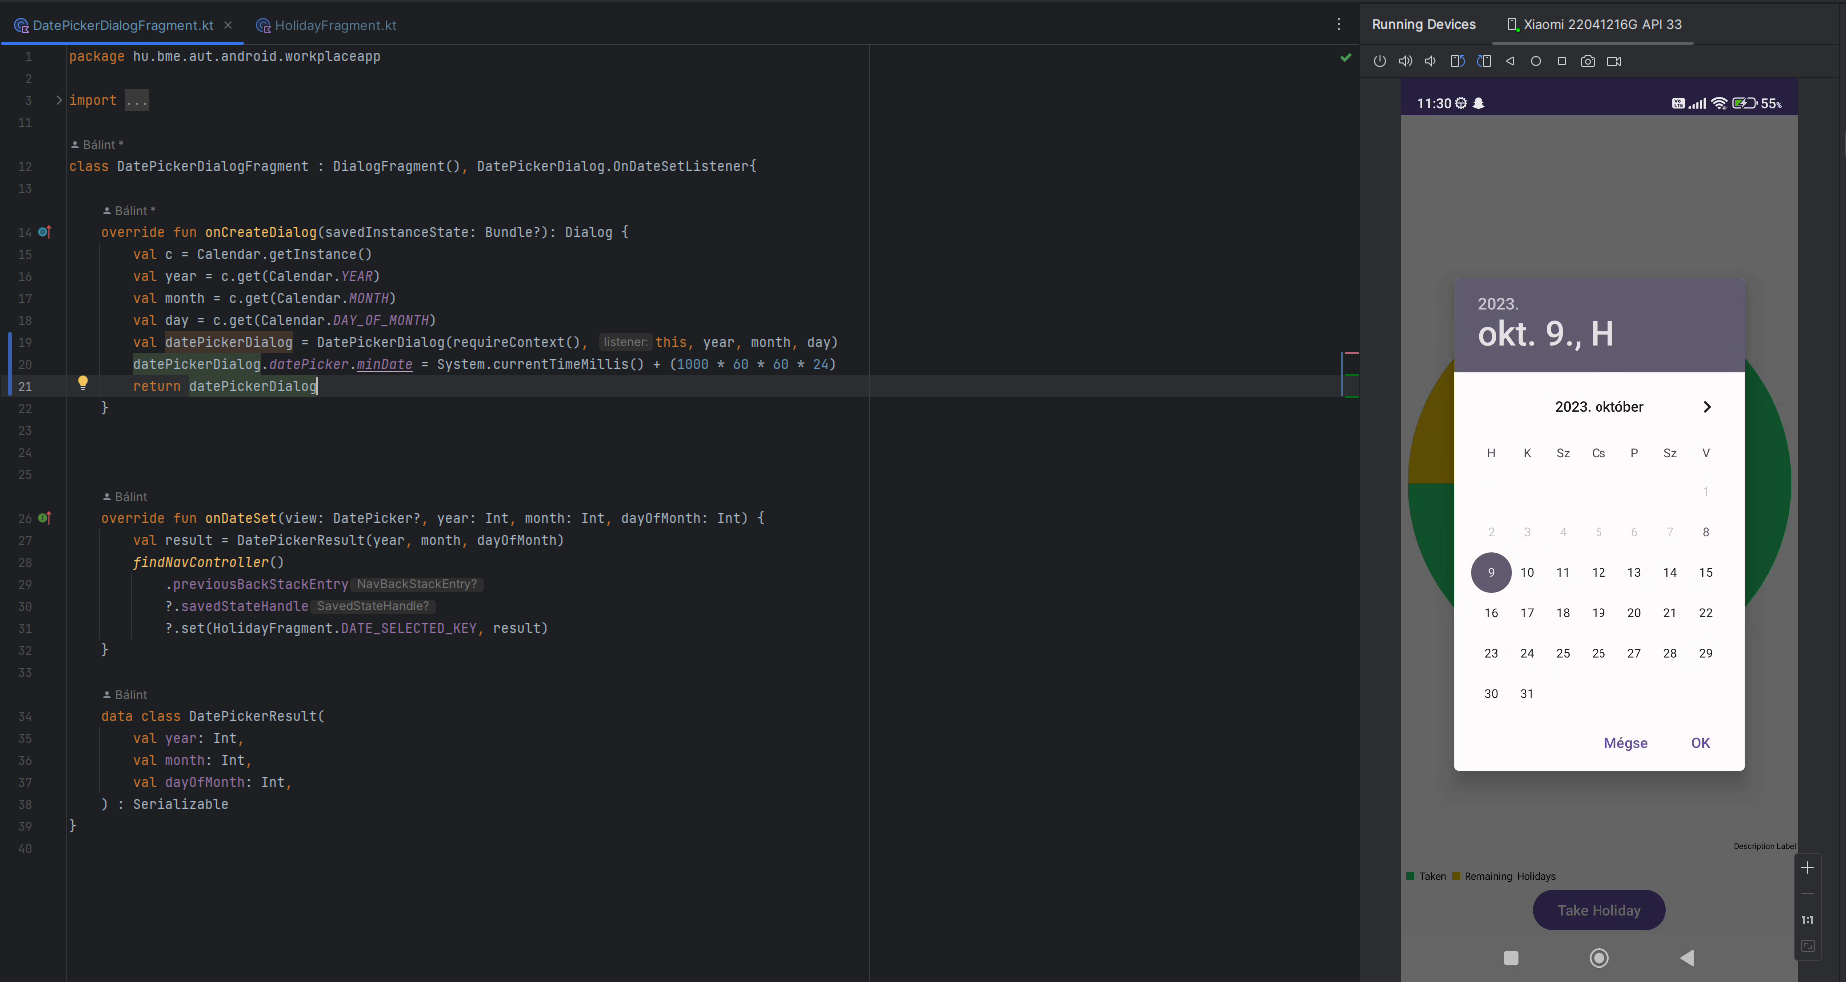 DatePickerDialogFragment.kt
HolidayFragment.kt
1 package hu.bme.aut.android.workplaceapp
2
3 import ...
11
Bálint *
12 class DatePickerDialogFragment : DialogFragment(), DatePickerDialog.OnDateSetListener{
13
Bálint *
14 override fun onCreateDialog(savedInstanceState: Bundle?): Dialog {
15 val c = Calendar.getInstance()
16 val year = c.get(Calendar.YEAR)
17 val month = c.get(Calendar.MONTH)
18 val day = c.get(Calendar.DAY_OF_MONTH)
19 val datePickerDialog = DatePickerDialog(requireContext(), listener: this, year, month, day)
20 datePickerDialog.datePicker.minDate = System.currentTimeMillis() + (1000 * 60 * 60 * 24)
21 return datePickerDialog
22 }
23
24
25
Bálint
26 override fun onDateSet(view: DatePicker?, year: Int, month: Int, dayOfMonth: Int) {
27 val result = DatePickerResult(year, month, dayOfMonth)
28 findNavController()
29 .previousBackStackEntry NavBackStackEntry?
30 ?.savedStateHandle SavedStateHandle?
31 ?.set(HolidayFragment.DATE_SELECTED_KEY, result)
32 }
33
Bálint
34 data class DatePickerResult(
35 val year: Int,
36 val month: Int,
37 val dayOfMonth: Int,
38 ) : Serializable
39 }
40
Running Devices
Xiaomi 22041216G API 33
11:30
55%
2023.
okt. 9., H
2023. október
H K Sz Cs P Sz V
1
2 3 4 5 6 7 8
9 10 11 12 13 14 15
16 17 18 19 20 21 22
23 24 25 26 27 28 29
30 31
Mégse OK
Description Label
Taken Remaining Holidays
Take Holiday
1:1